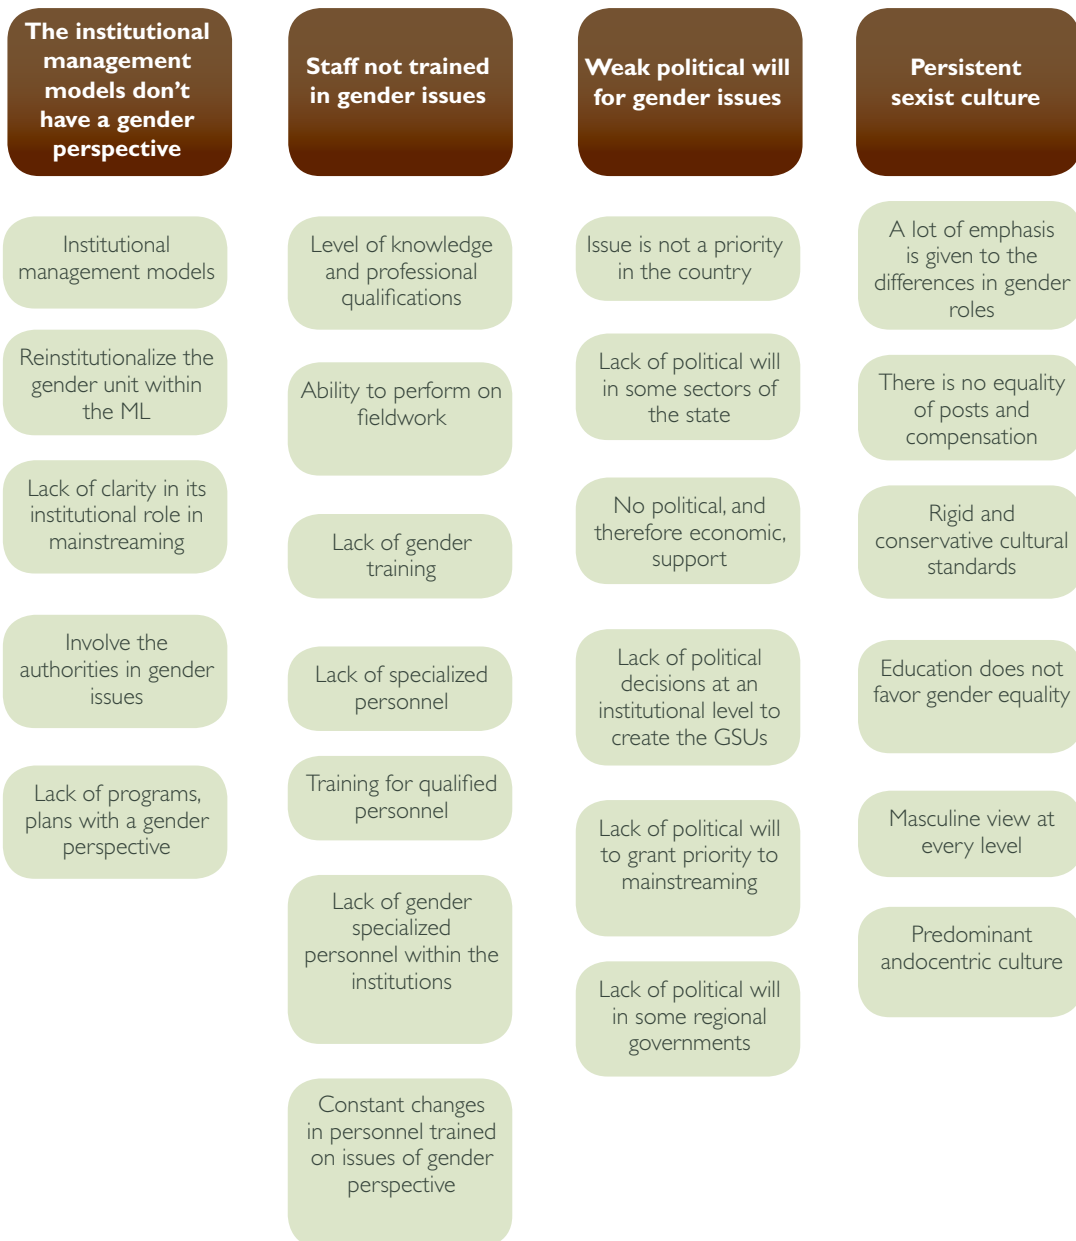 The institutional
management
models don't
have a gender
perspective
Institutional
management models
Reinstitutionalize the
gender unit within
the ML
Lack of clarity in its
institutional role in
mainstreaming
Involve the
authorities in gender
issues
Lack of programs,
plans with a gender
perspective
Staff not trained
in gender issues
Level of knowledge
and professional
qualifications
Ability to perform on
fieldwork
Lack of gender
training
Lack of specialized
personnel
Training for qualified
personnel
Lack of gender
specialized
personnel within the
institutions
Constant changes
in personnel trained
on issues of gender
perspective
Weak political will
for gender issues
Issue is not a priority
in the country
Lack of political will
in some sectors of
the state
No political, and
therefore economic,
support
Lack of political
decisions at an
institutional level to
create the GSUs
Lack of political will
to grant priority to
mainstreaming
Lack of political will
in some regional
governments
Persistent
sexist culture
A lot of emphasis
is given to the
differences in gender
roles
There is no equality
of posts and
compensation
Rigid and
conservative cultural
standards
Education does not
favor gender equality
Masculine view at
every level
Predominant
andocentric culture